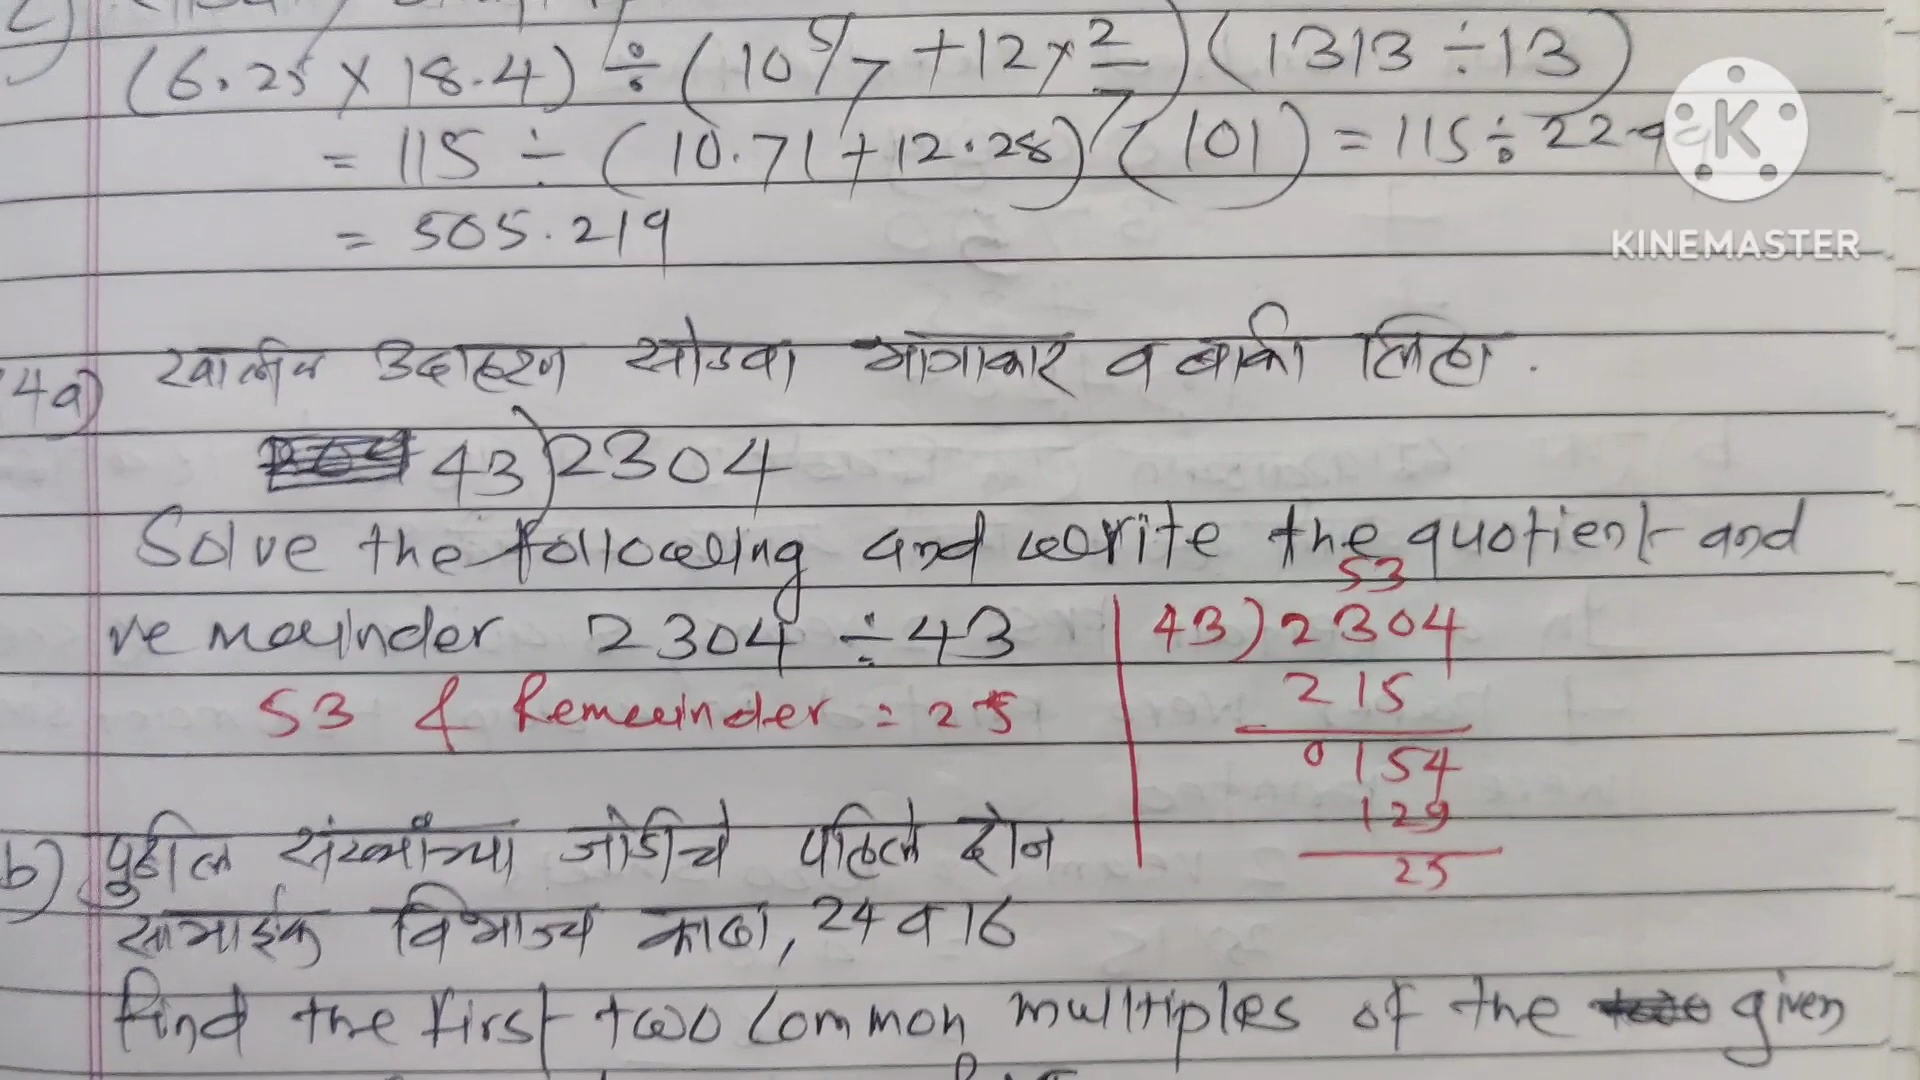 c)
(6.25 × 18.4) ÷ (10 5/7 + 12 × 2/7) (1313 ÷ 13)
= 115 ÷ (10.71 + 12.28) (101) = 115 ÷ 22.99
= 505.219
KINEMASTER
4a) खालील उदाहरण सोडवा भागाकार व बाकी लिहा.
43)2304
Solve the following and write the quotient and
remainder 2304 ÷ 43
53 & Remainder = 25
53
43)2304
215
0154
129
25
b) पुढील संख्यांच्या जोडीचे पहिले दोन
सामाईक विभाज्य काढा, 24 व 16
find the first two common multiples of the given